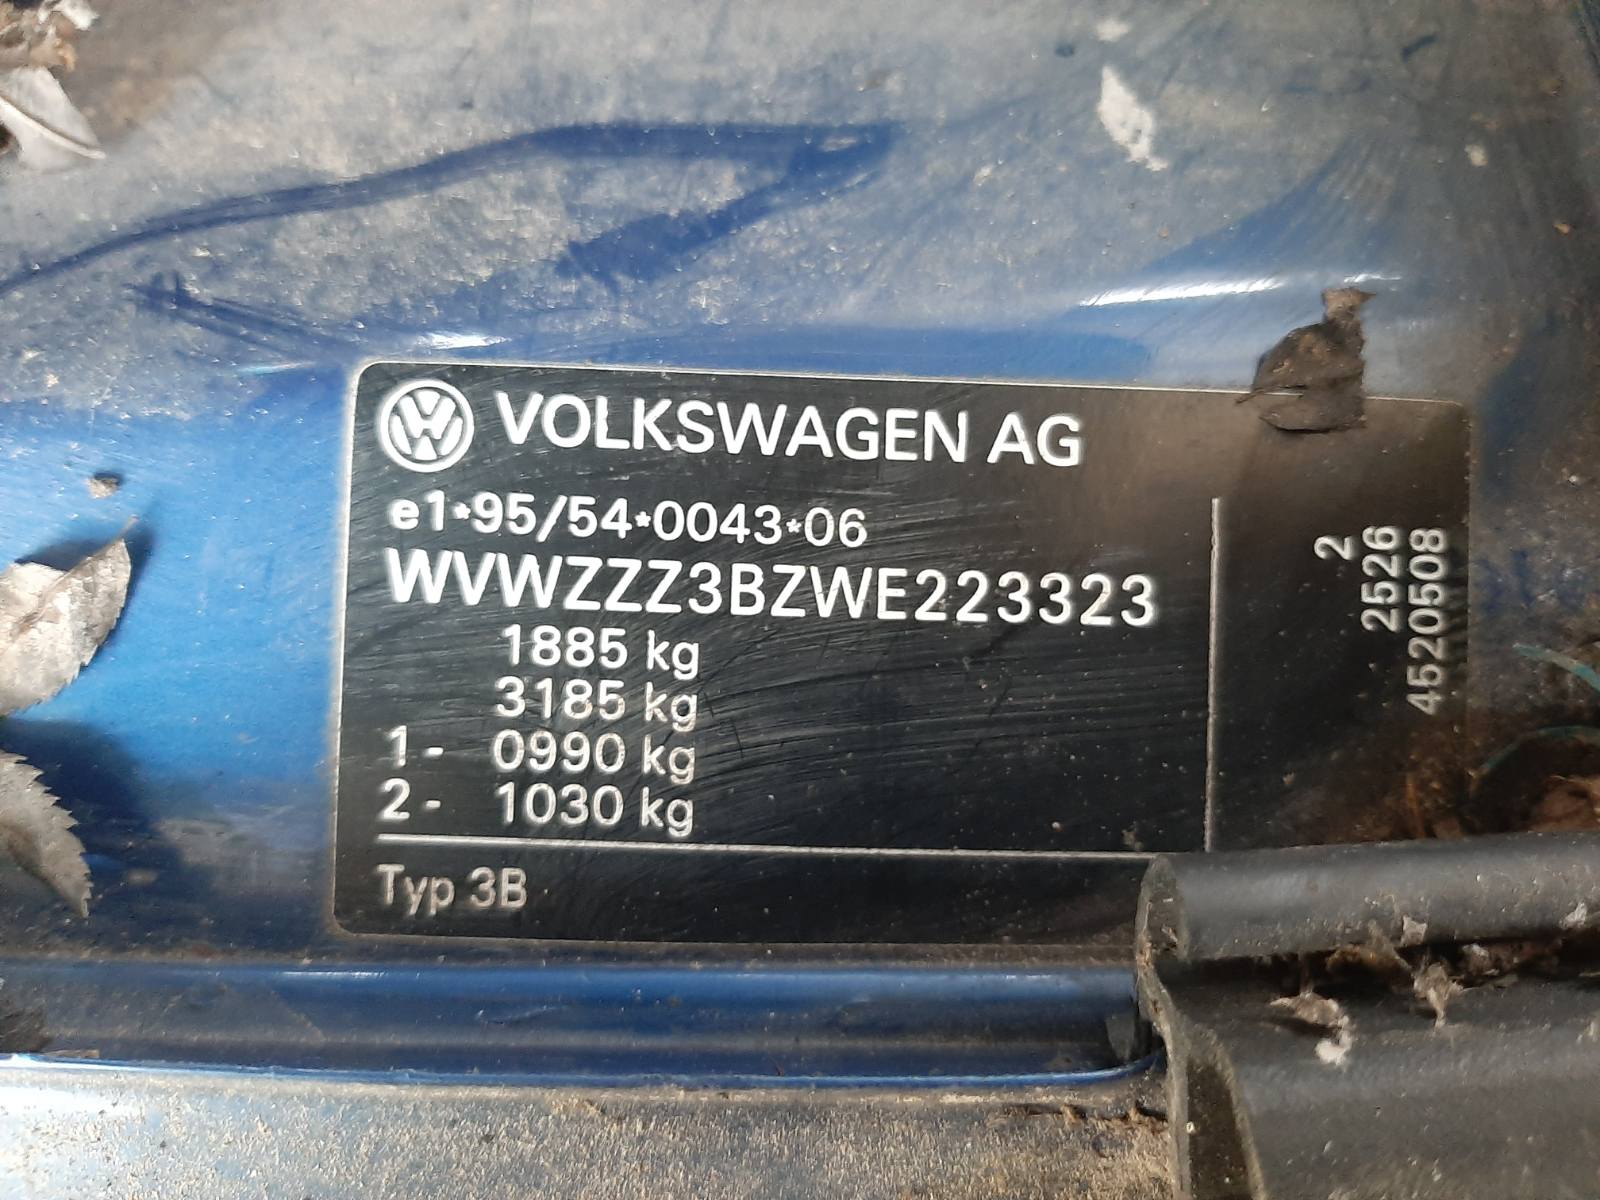 VOLKSWAGEN AG
e1*95/54*0043*06
WVWZZZ3BZWE223323
1885 kg
3185 kg
1- 0990 kg
2- 1030 kg
Typ 3B
2
2526
4520508